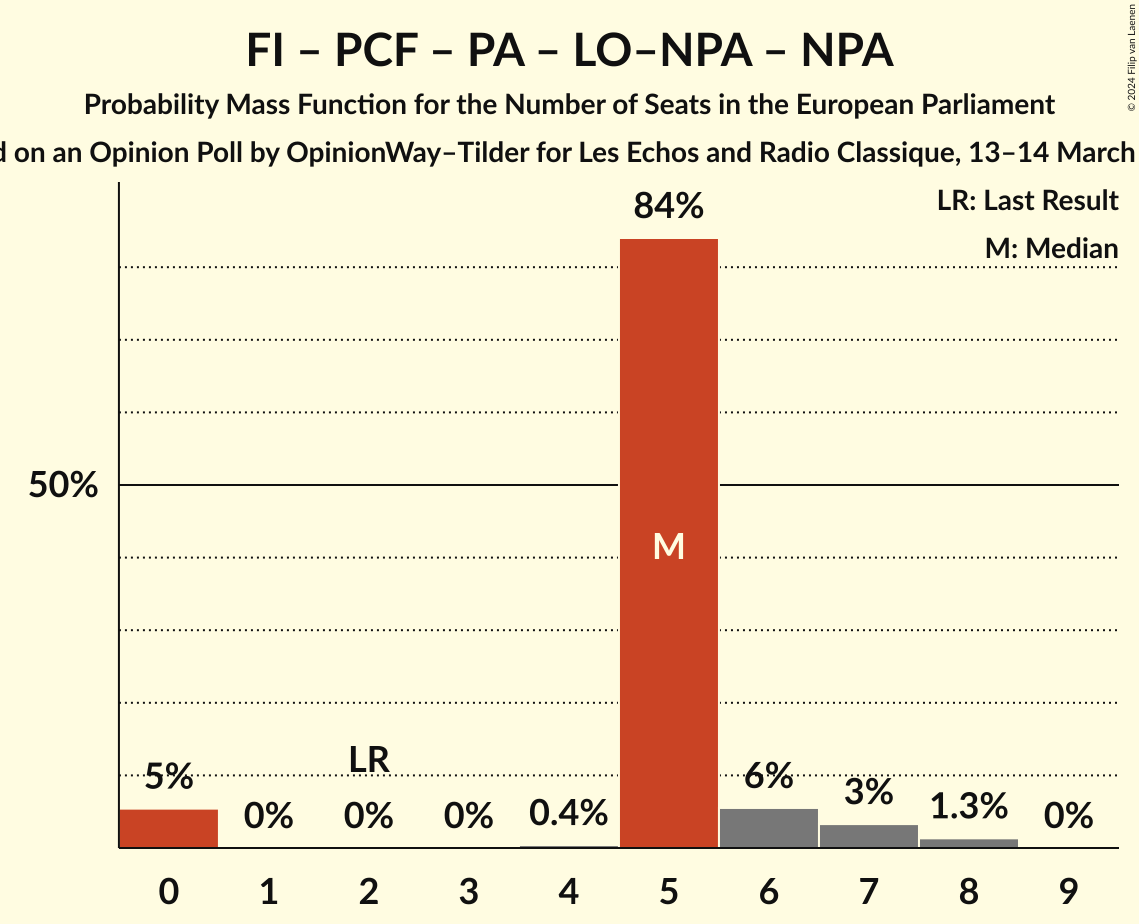 FI – PCF – PA – LO–NPA – NPA
Probability Mass Function for the Number of Seats in the European Parliament
on an Opinion Poll by OpinionWay–Tilder for Les Echos and Radio Classique, 13–14 March
© 2024 Filip van Laenen
LR: Last Result
M: Median
84%
50%
M
LR
5%
0%
0%
0%
0.4%
6%
3%
1.3%
0%
0 1 2 3 4 5 6 7 8 9